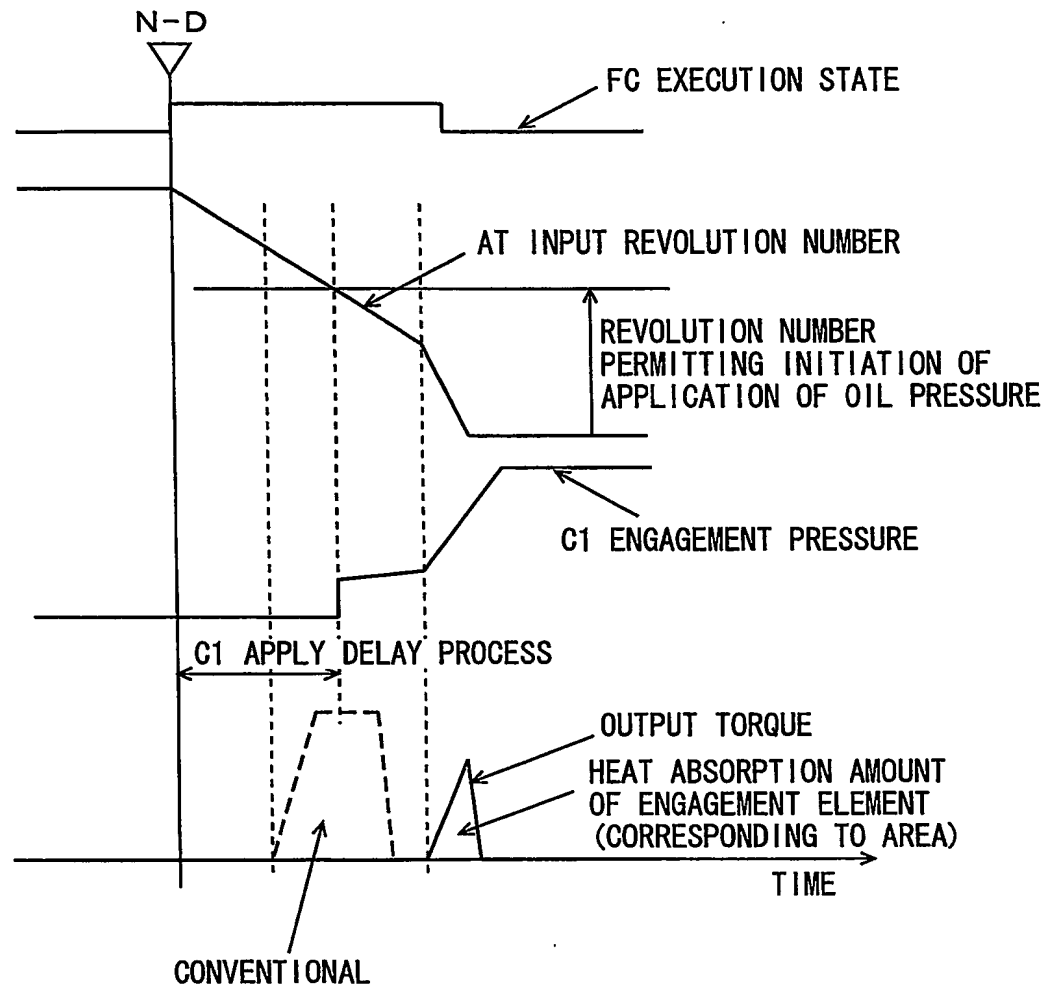 N-D
FC EXECUTION STATE
AT INPUT REVOLUTION NUMBER
REVOLUTION NUMBER
PERMITTING INITIATION OF
APPLICATION OF OIL PRESSURE
C1 ENGAGEMENT PRESSURE
C1 APPLY DELAY PROCESS
OUTPUT TORQUE
HEAT ABSORPTION AMOUNT
OF ENGAGEMENT ELEMENT
(CORRESPONDING TO AREA)
TIME
CONVENTIONAL